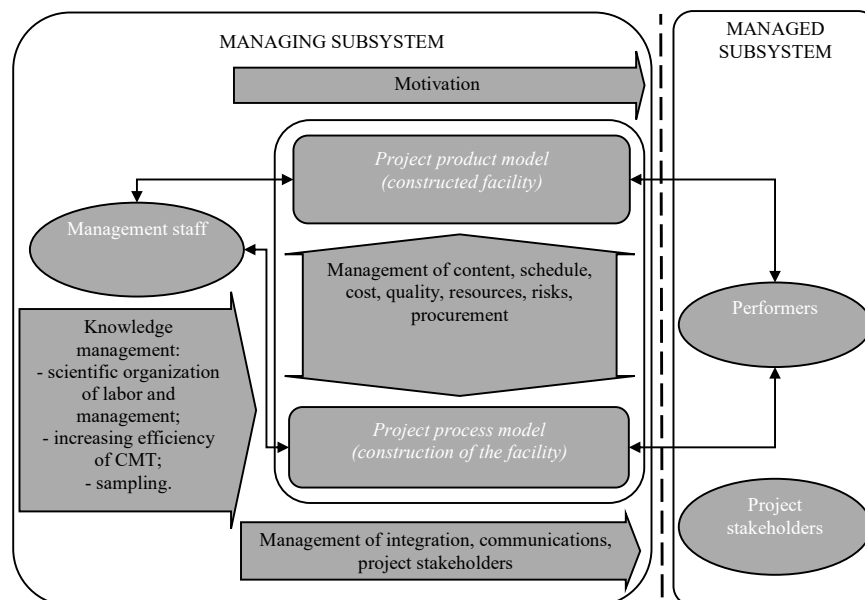 MANAGING SUBSYSTEM
MANAGED
SUBSYSTEM
Motivation
Project product model
(constructed facility)
Management staff
Management of content, schedule,
cost, quality, resources, risks,
procurement
Performers
Knowledge
management:
- scientific organization
of labor and
management;
- increasing efficiency
of CMT;
- sampling.
Project process model
(construction of the facility)
Project
stakeholders
Management of integration, communications,
project stakeholders